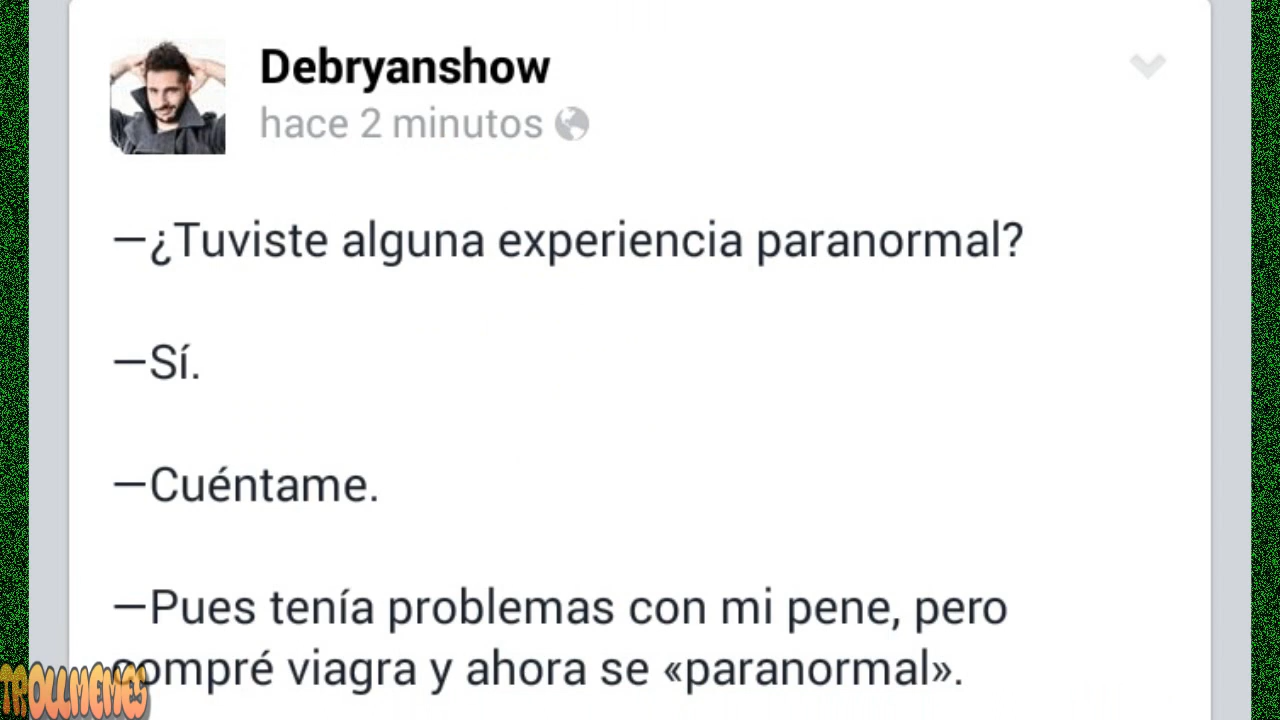 Debryanshow
hace 2 minutos
—¿Tuviste alguna experiencia paranormal?
—Sí.
—Cuéntame.
—Pues tenía problemas con mi pene, pero
compré viagra y ahora se «paranormal».
TROLLMEMES